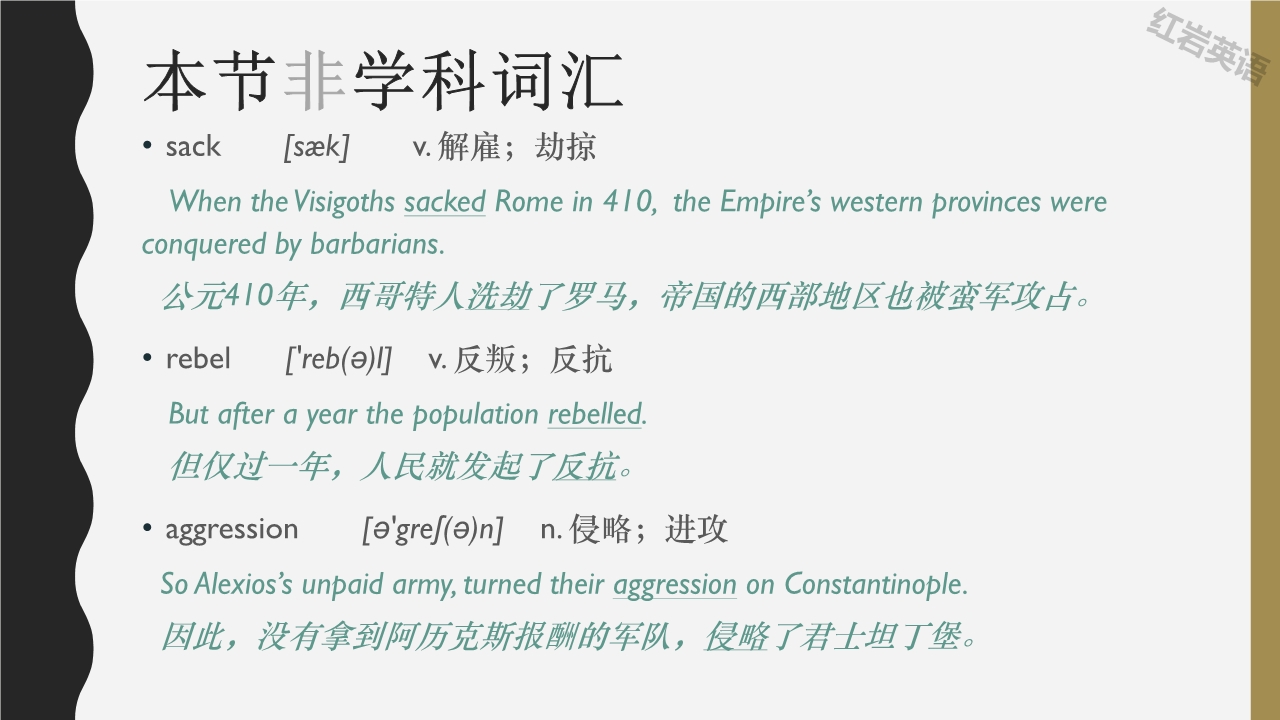 红岩英语
本节非学科词汇
• sack [sæk] v. 解雇；劫掠
When the Visigoths sacked Rome in 410, the Empire’s western provinces were
conquered by barbarians.
公元410年，西哥特人洗劫了罗马，帝国的西部地区也被蛮军攻占。
• rebel ['reb(ə)l] v. 反叛；反抗
But after a year the population rebelled.
但仅过一年，人民就发起了反抗。
• aggression [ə'greʃ(ə)n] n. 侵略；进攻
So Alexios’s unpaid army, turned their aggression on Constantinople.
因此，没有拿到阿历克斯报酬的军队，侵略了君士坦丁堡。